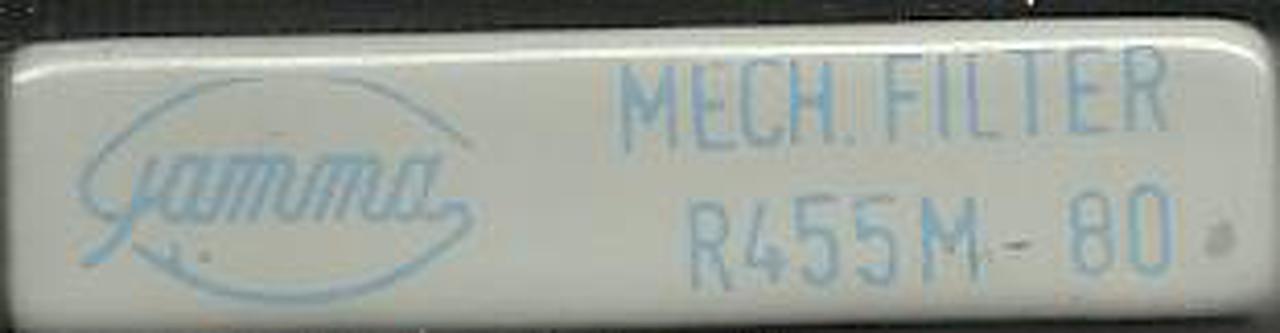 Gamma
MECH. FILTER
R455M - 80